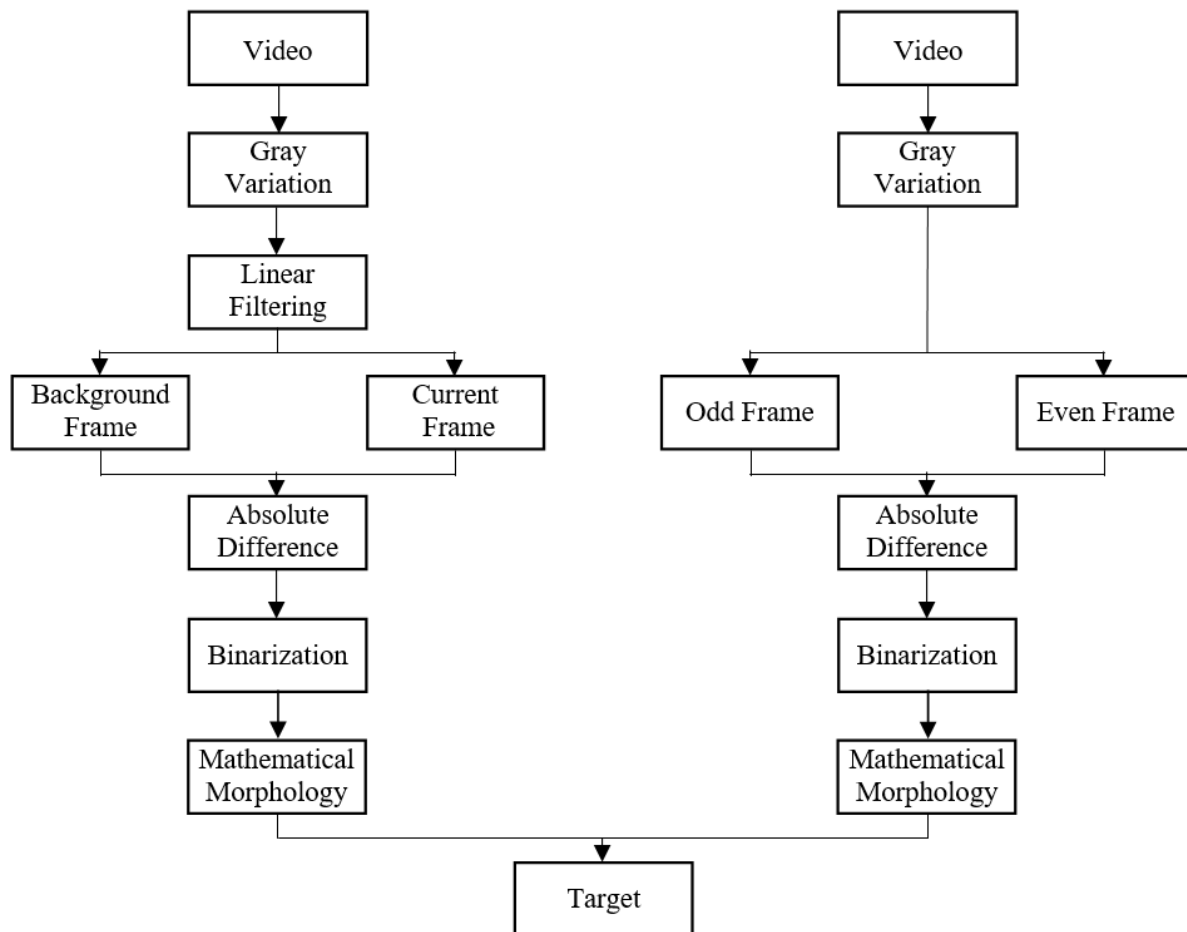 Video
Video
Gray
Variation
Gray
Variation
Linear
Filtering
Background
Frame
Current
Frame
Odd Frame
Even Frame
Absolute
Difference
Absolute
Difference
Binarization
Binarization
Mathematical
Morphology
Mathematical
Morphology
Target